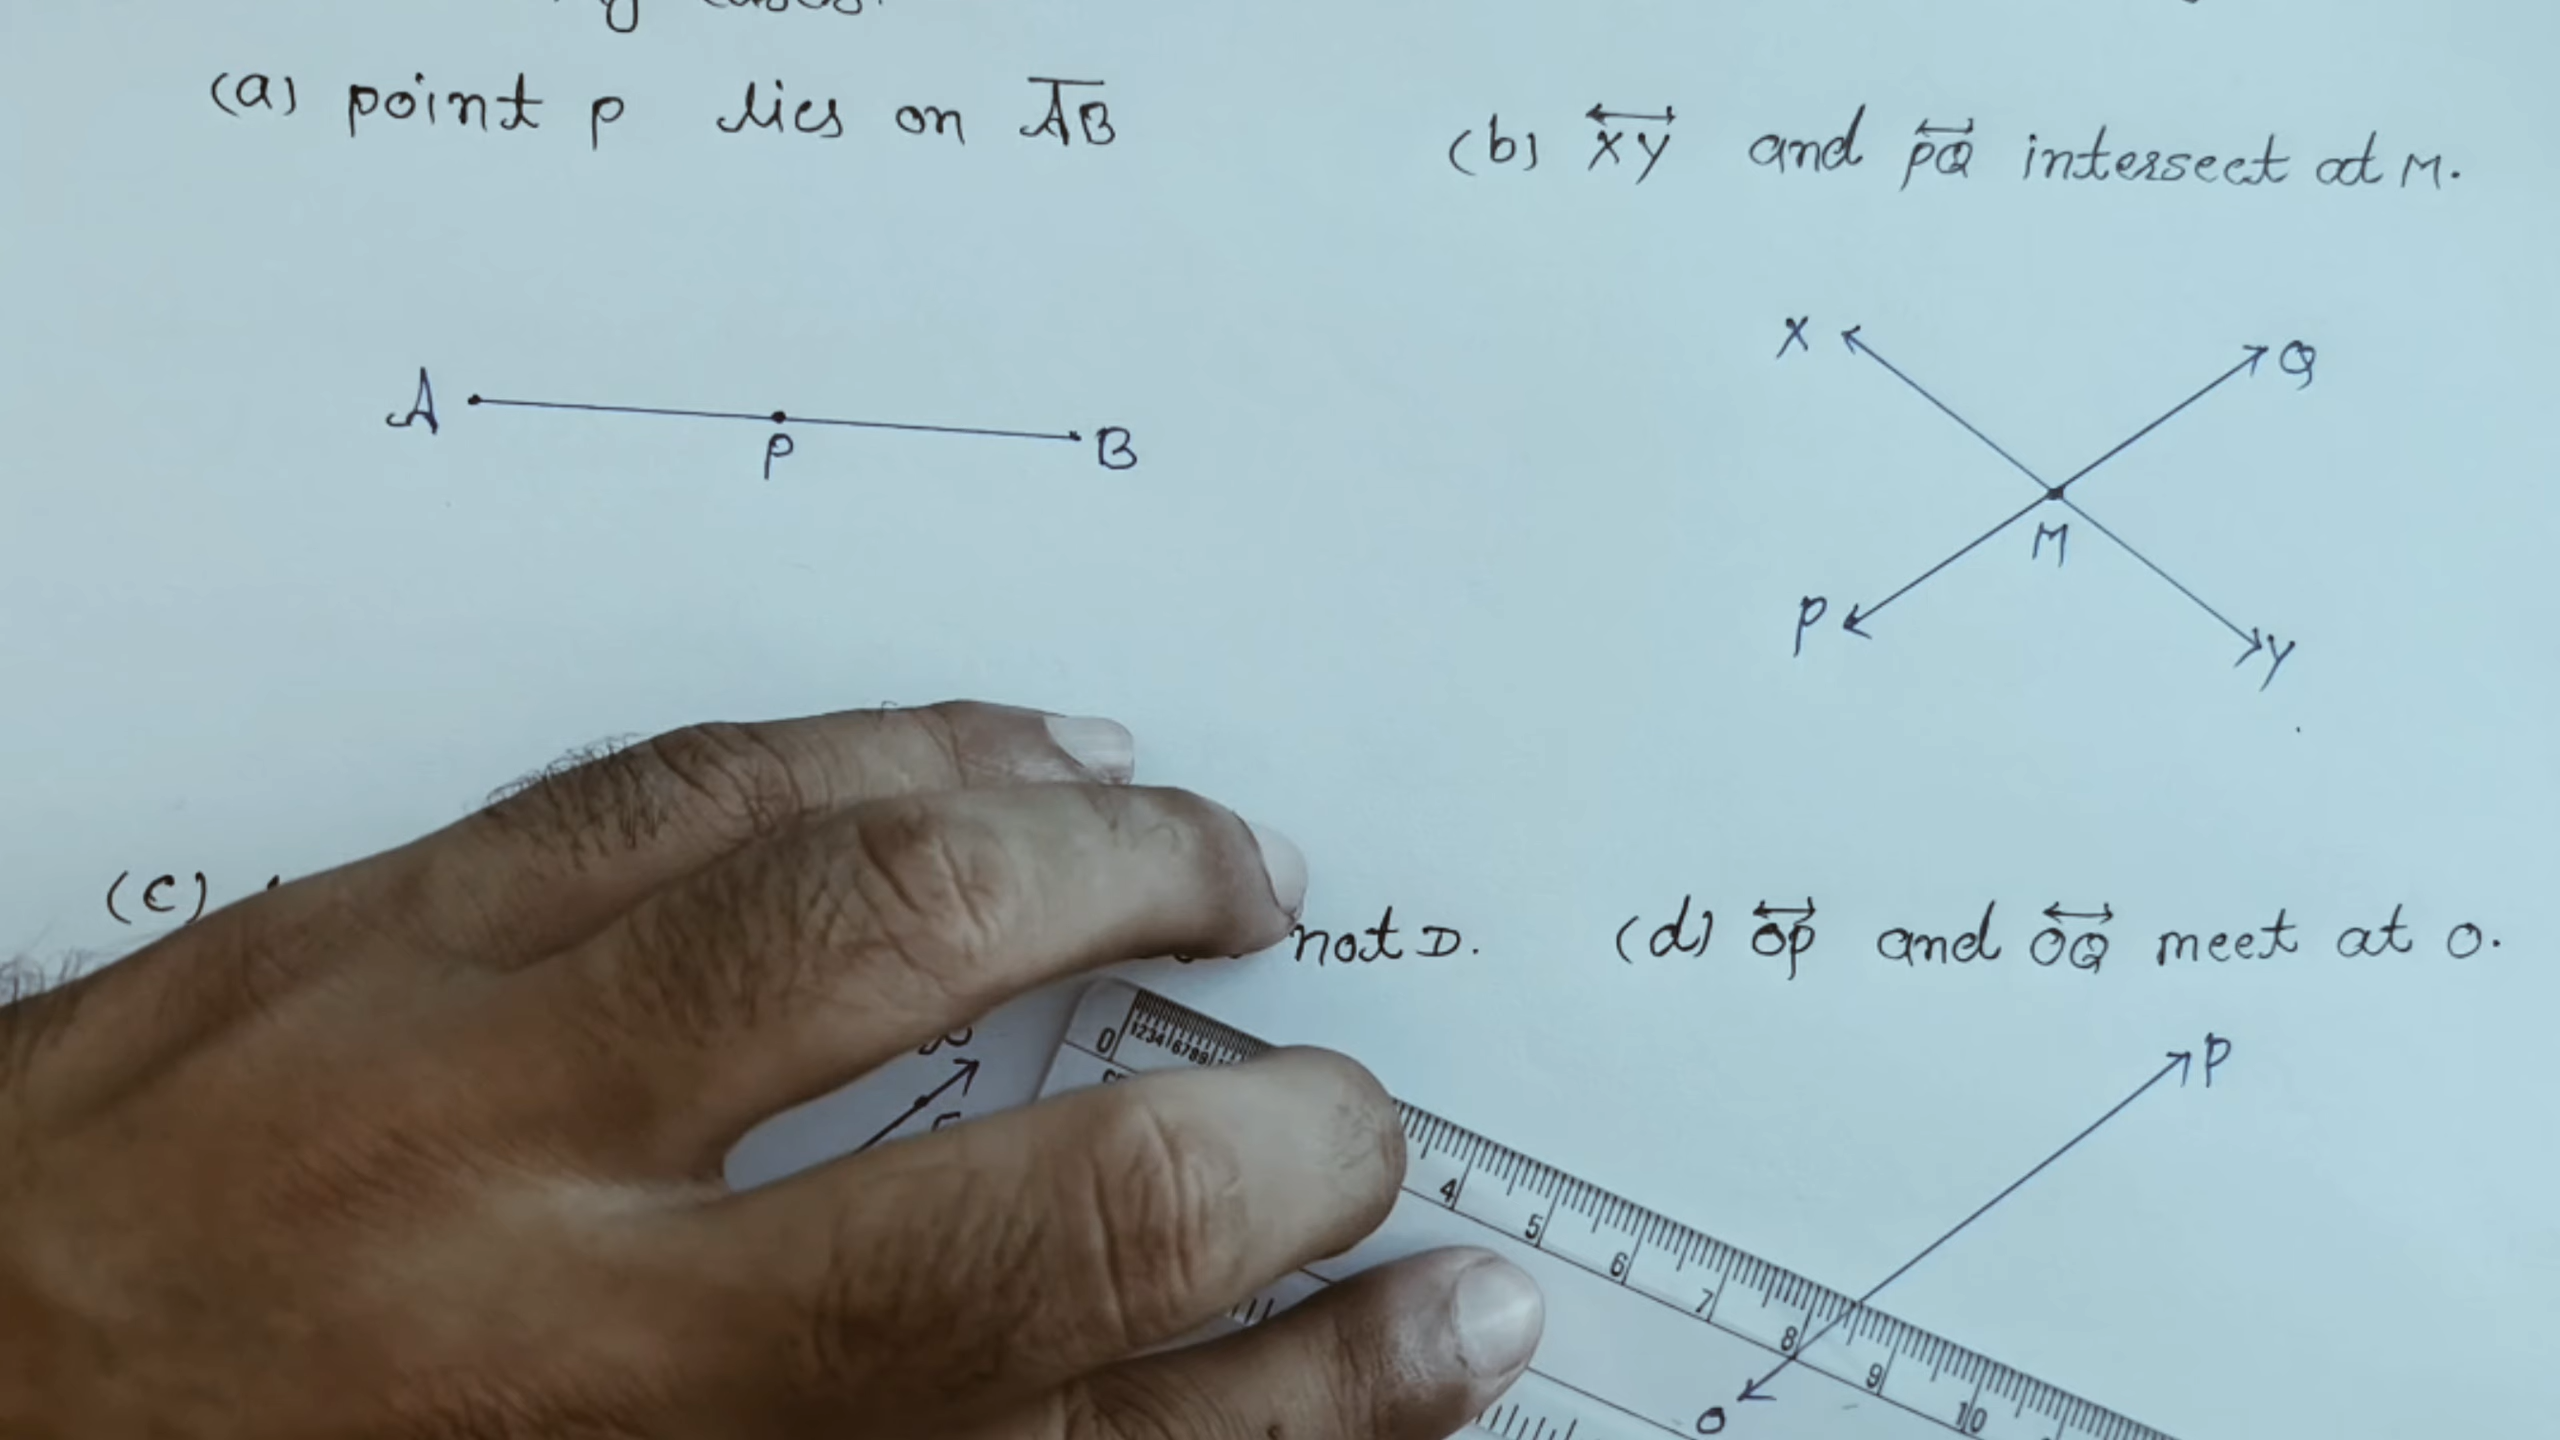 (a) point p lies on AB
(b) XY and PQ intersect at M.
A
P
B
X
Q
M
P
Y
(c)
not D.
(d) OP and OQ meet at O.
P
O
0
4 5 6 7 8 9 10